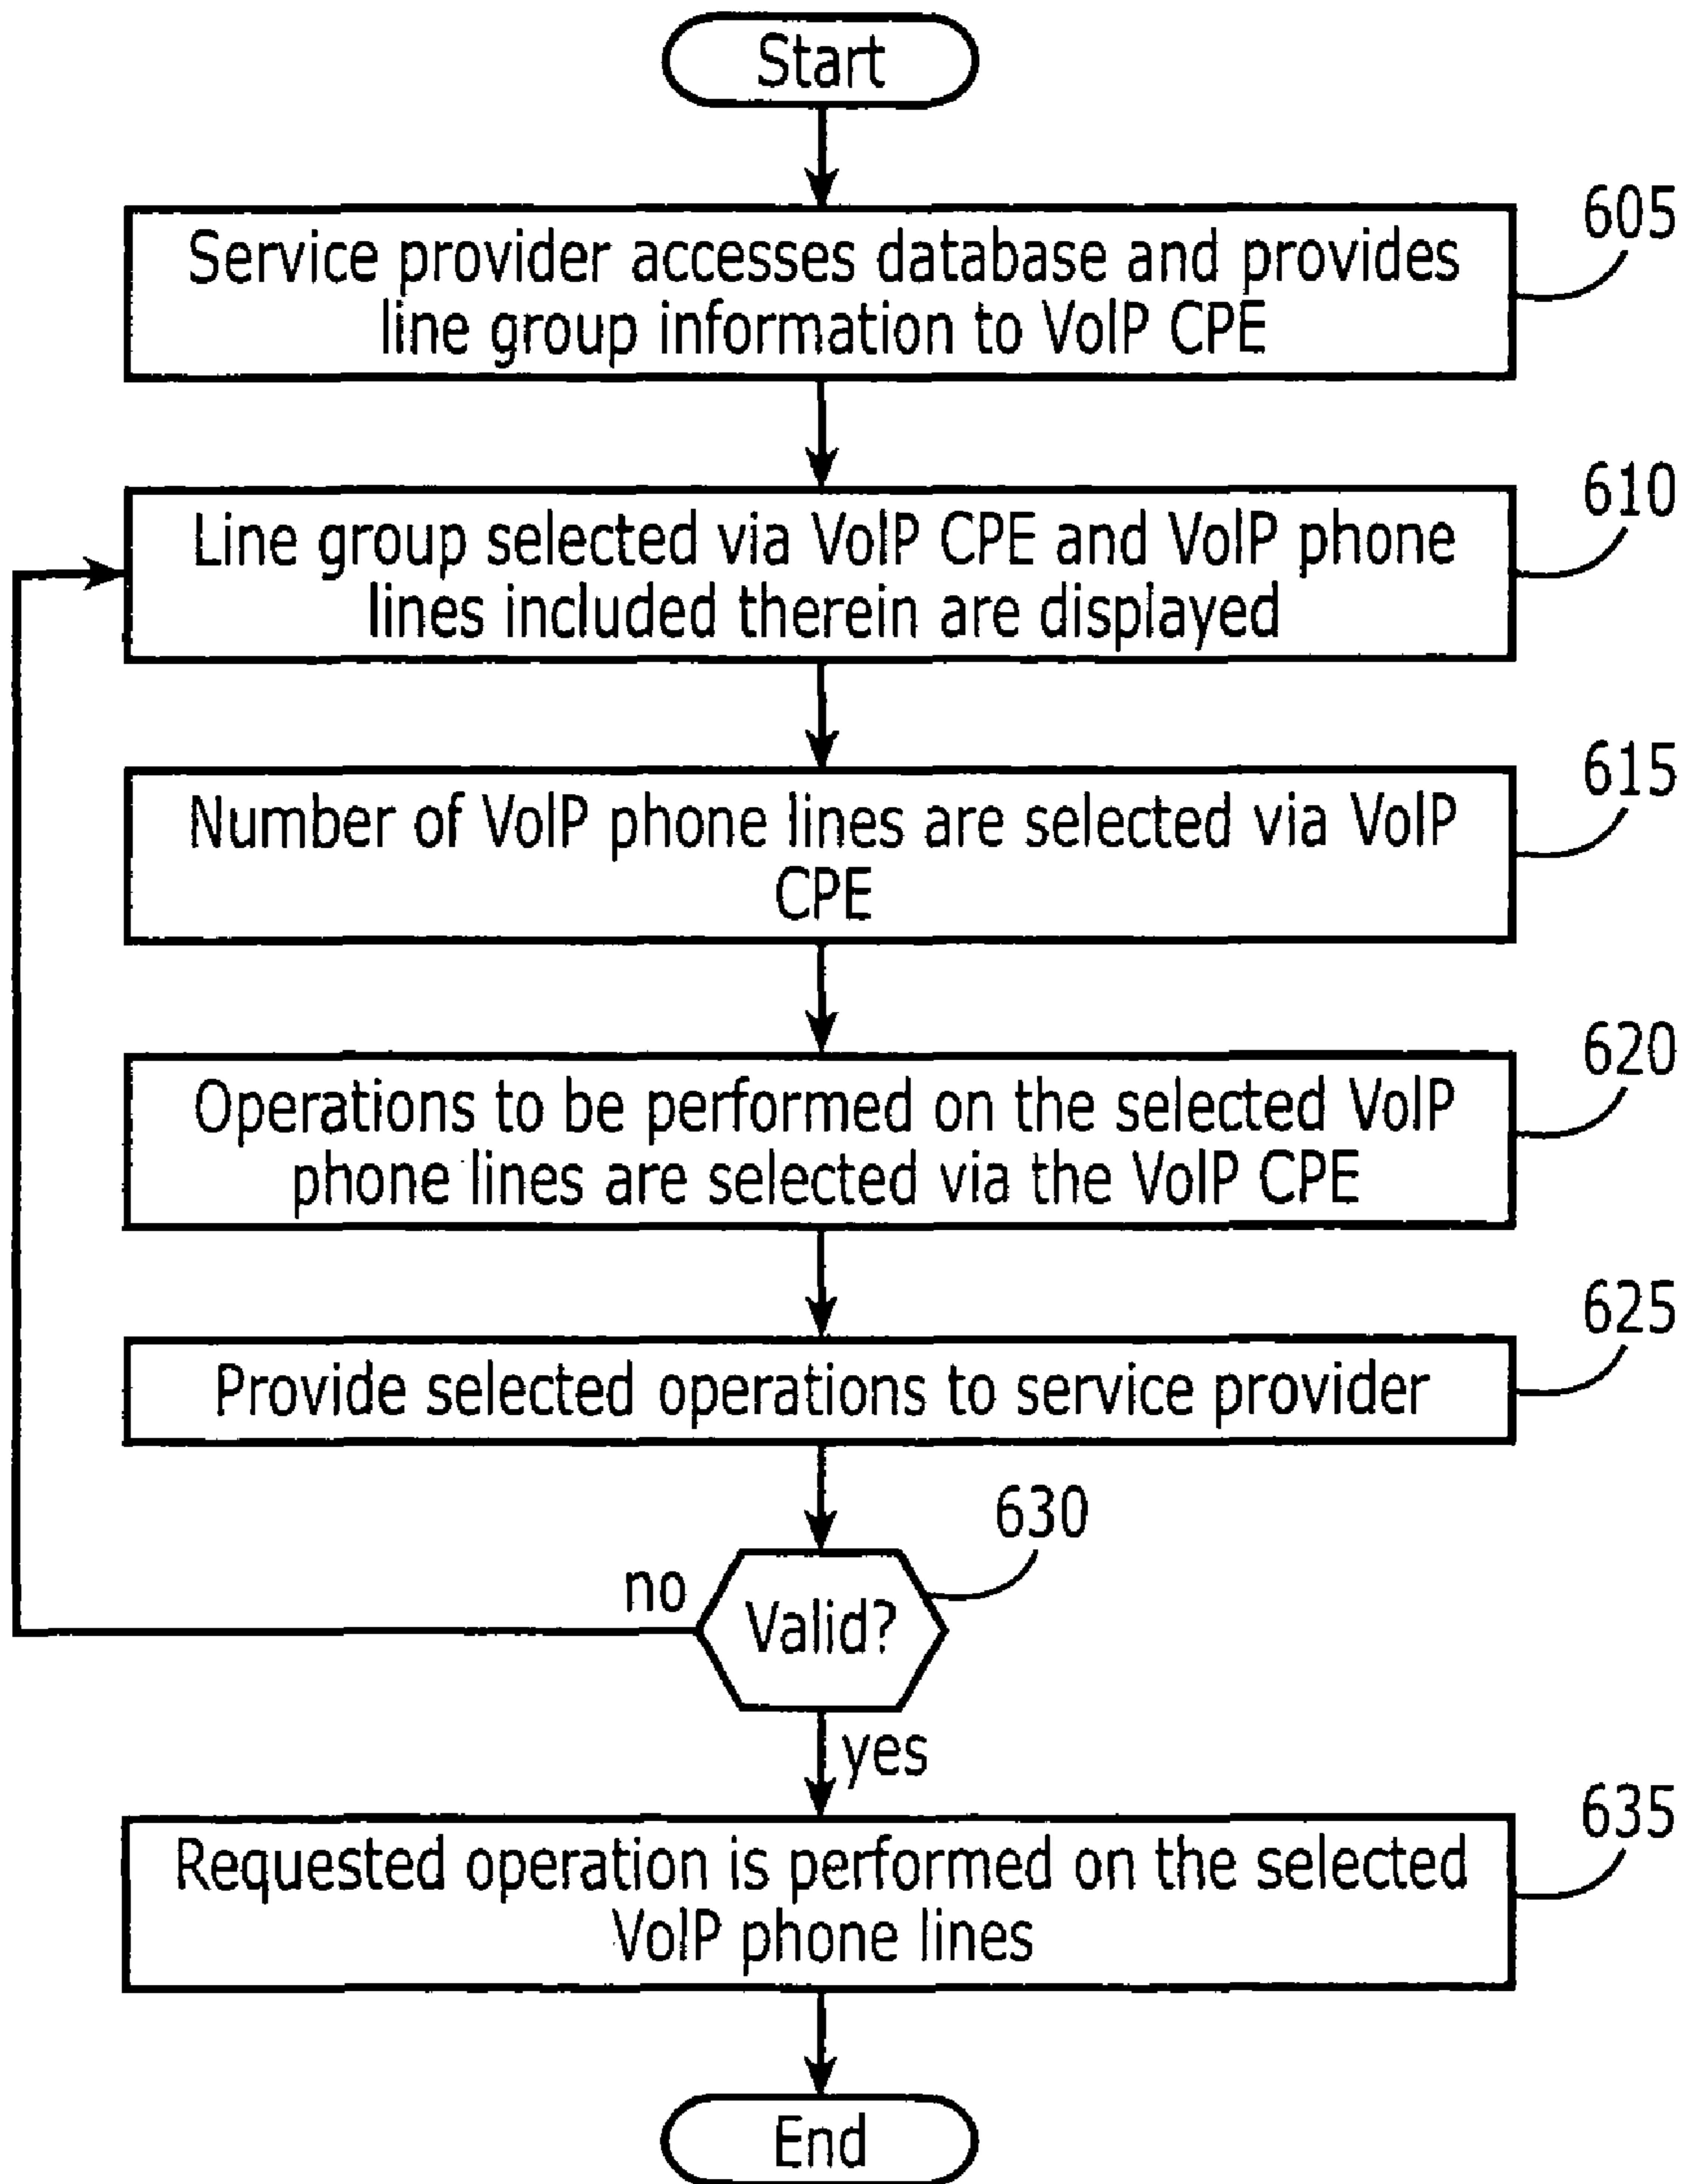 Start
605
Service provider accesses database and provides
line group information to VoIP CPE
610
Line group selected via VoIP CPE and VoIP phone
lines included therein are displayed
615
Number of VoIP phone lines are selected via VoIP
CPE
620
Operations to be performed on the selected VoIP
phone lines are selected via the VoIP CPE
625
Provide selected operations to service provider
630
no
Valid?
yes
635
Requested operation is performed on the selected
VoIP phone lines
End